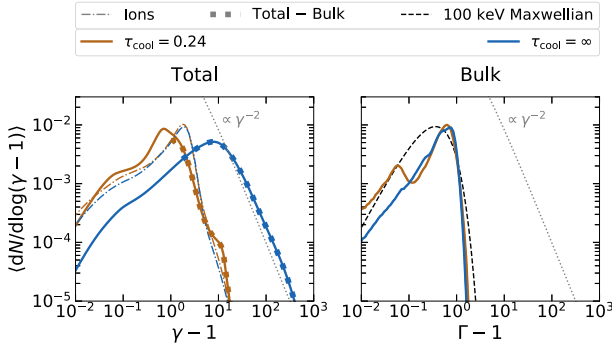 Ions Total − Bulk 100 keV Maxwellian
τcool = 0.24 τcool = ∞
Total Bulk
⟨dN/dlog(γ − 1)⟩
10⁻² 10⁻³ 10⁻⁴ 10⁻⁵
∝ γ⁻² ∝ γ⁻²
10⁻² 10⁻¹ 10⁰ 10¹ 10² 10³ 10⁻² 10⁻¹ 10⁰ 10¹ 10² 10³
γ − 1 Γ − 1